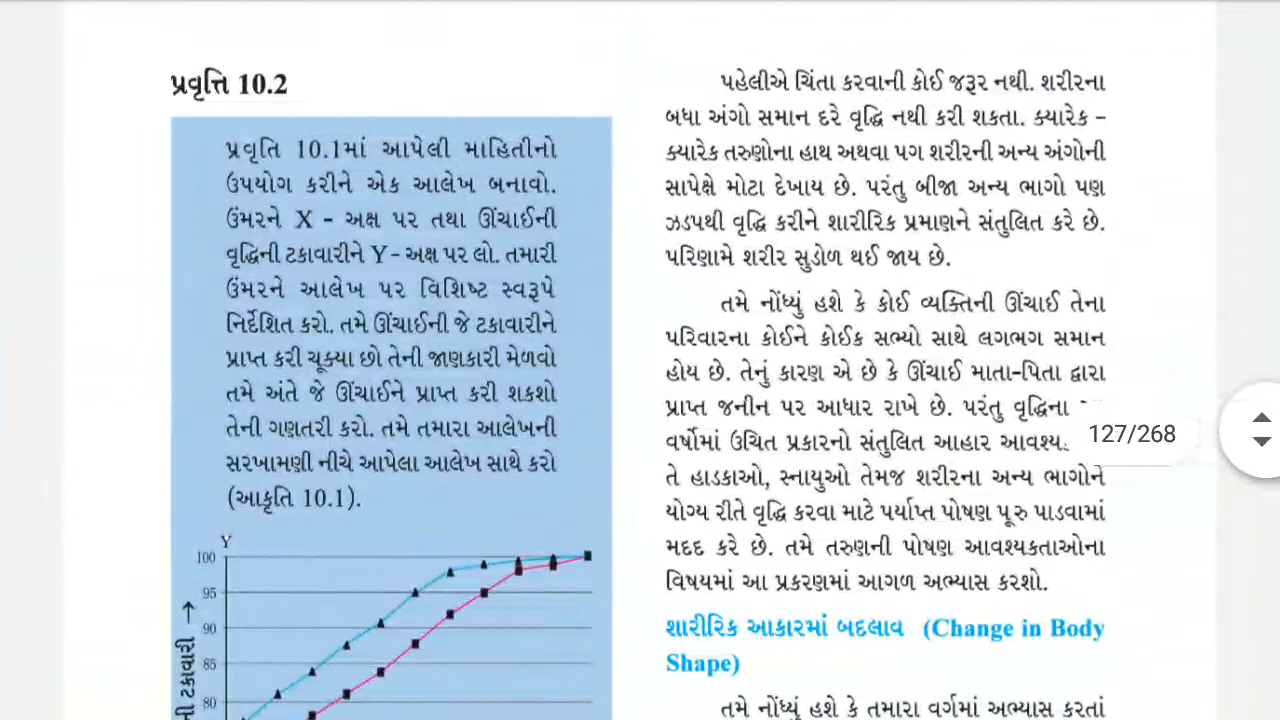 પ્રવૃત્તિ 10.2
પ્રવૃતિ 10.1માં આપેલી માહિતીનો
ઉપયોગ કરીને એક આલેખ બનાવો.
ઉંમરને X - અક્ષ પર તથા ઊંચાઈની
વૃદ્ધિની ટકાવારીને Y - અક્ષ પર લો. તમારી
ઉંમરને આલેખ પર વિશિષ્ટ સ્વરૂપે
નિર્દેશિત કરો. તમે ઊંચાઈની જે ટકાવારીને
પ્રાપ્ત કરી ચૂક્યા છો તેની જાણકારી મેળવો
તમે અંતે જે ઊંચાઈને પ્રાપ્ત કરી શકશો
તેની ગણતરી કરો. તમે તમારા આલેખની
સરખામણી નીચે આપેલા આલેખ સાથે કરો
(આકૃતિ 10.1).
Y
100
95
90
85
80
ટકાવારી →
પહેલીએ ચિંતા કરવાની કોઈ જરૂર નથી. શરીરના
બધા અંગો સમાન દરે વૃદ્ધિ નથી કરી શકતા. ક્યારેક -
ક્યારેક તરુણોના હાથ અથવા પગ શરીરની અન્ય અંગોની
સાપેક્ષે મોટા દેખાય છે. પરંતુ બીજા અન્ય ભાગો પણ
ઝડપથી વૃદ્ધિ કરીને શારીરિક પ્રમાણને સંતુલિત કરે છે.
પરિણામે શરીર સુડોળ થઈ જાય છે.
તમે નોંધ્યું હશે કે કોઈ વ્યક્તિની ઊંચાઈ તેના
પરિવારના કોઈને કોઈક સભ્યો સાથે લગભગ સમાન
હોય છે. તેનું કારણ એ છે કે ઊંચાઈ માતા-પિતા દ્વારા
પ્રાપ્ત જનીન પર આધાર રાખે છે. પરંતુ વૃદ્ધિના
વર્ષોમાં ઉચિત પ્રકારનો સંતુલિત આહાર
તે હાડકાઓ, સ્નાયુઓ તેમજ શરીરના અન્ય ભાગોને
યોગ્ય રીતે વૃદ્ધિ કરવા માટે પર્યાપ્ત પોષણ પૂરુ પાડવામાં
મદદ કરે છે. તમે તરુણની પોષણ આવશ્યકતાઓના
વિષયમાં આ પ્રકરણમાં આગળ અભ્યાસ કરશો.
શારીરિક આકારમાં બદલાવ (Change in Body
Shape)
તમે નોંધ્યું હશે કે તમારા વર્ગમાં અભ્યાસ કરતાં
127/268